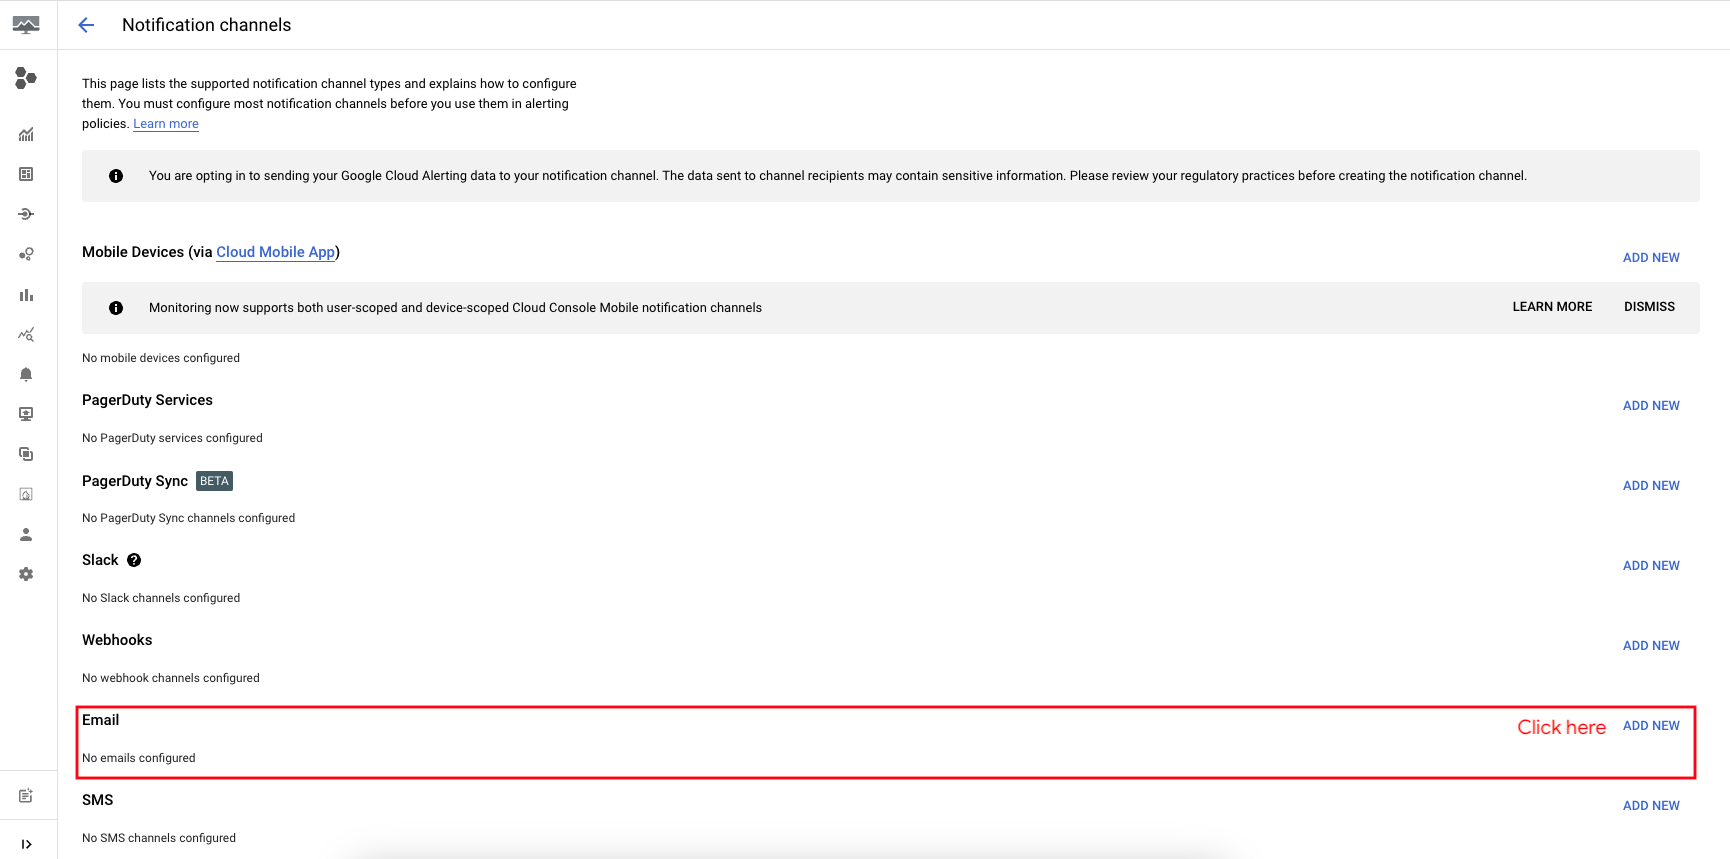 Notification channels
This page lists the supported notification channel types and explains how to configure
them. You must configure most notification channels before you use them in alerting
policies. Learn more
You are opting in to sending your Google Cloud Alerting data to your notification channel. The data sent to channel recipients may contain sensitive information. Please review your regulatory practices before creating the notification channel.
Mobile Devices (via Cloud Mobile App)
ADD NEW
Monitoring now supports both user-scoped and device-scoped Cloud Console Mobile notification channels
LEARN MORE
DISMISS
No mobile devices configured
PagerDuty Services
ADD NEW
No PagerDuty services configured
PagerDuty Sync BETA
ADD NEW
No PagerDuty Sync channels configured
Slack
ADD NEW
No Slack channels configured
Webhooks
ADD NEW
No webhook channels configured
Email
Click here
ADD NEW
No emails configured
SMS
ADD NEW
No SMS channels configured